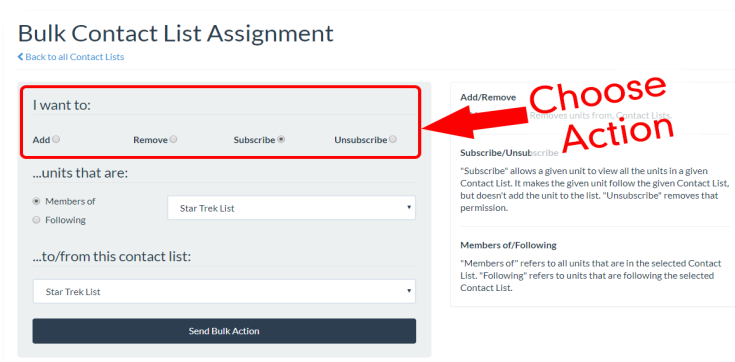 Bulk Contact List Assignment
Back to all Contact Lists
I want to:
Add
Remove
Subscribe
Unsubscribe
...units that are:
Members of
Following
Star Trek List
...to/from this contact list:
Star Trek List
Send Bulk Action
Choose
Action
Add/Remove
Removes units from, Contact Lists.
Subscribe/Unsubscribe
"Subscribe" allows a given unit to view all the units in a given
Contact List. It makes the given unit follow the given Contact List,
but doesn't add the unit to the list. "Unsubscribe" removes that
permission.
Members of/Following
"Members of" refers to all units that are in the selected Contact
List. "Following" refers to units that are following the selected
Contact List.